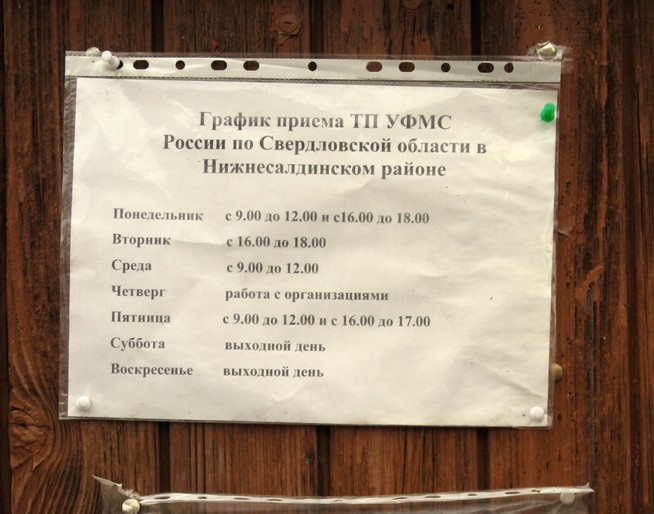 График приема ТП УФМС
России по Свердловской области в
Нижнесалдинском районе
Понедельник с 9.00 до 12.00 и с16.00 до 18.00
Вторник с 16.00 до 18.00
Среда с 9.00 до 12.00
Четверг работа с организациями
Пятница с 9.00 до 12.00 и с 16.00 до 17.00
Суббота выходной день
Воскресенье выходной день